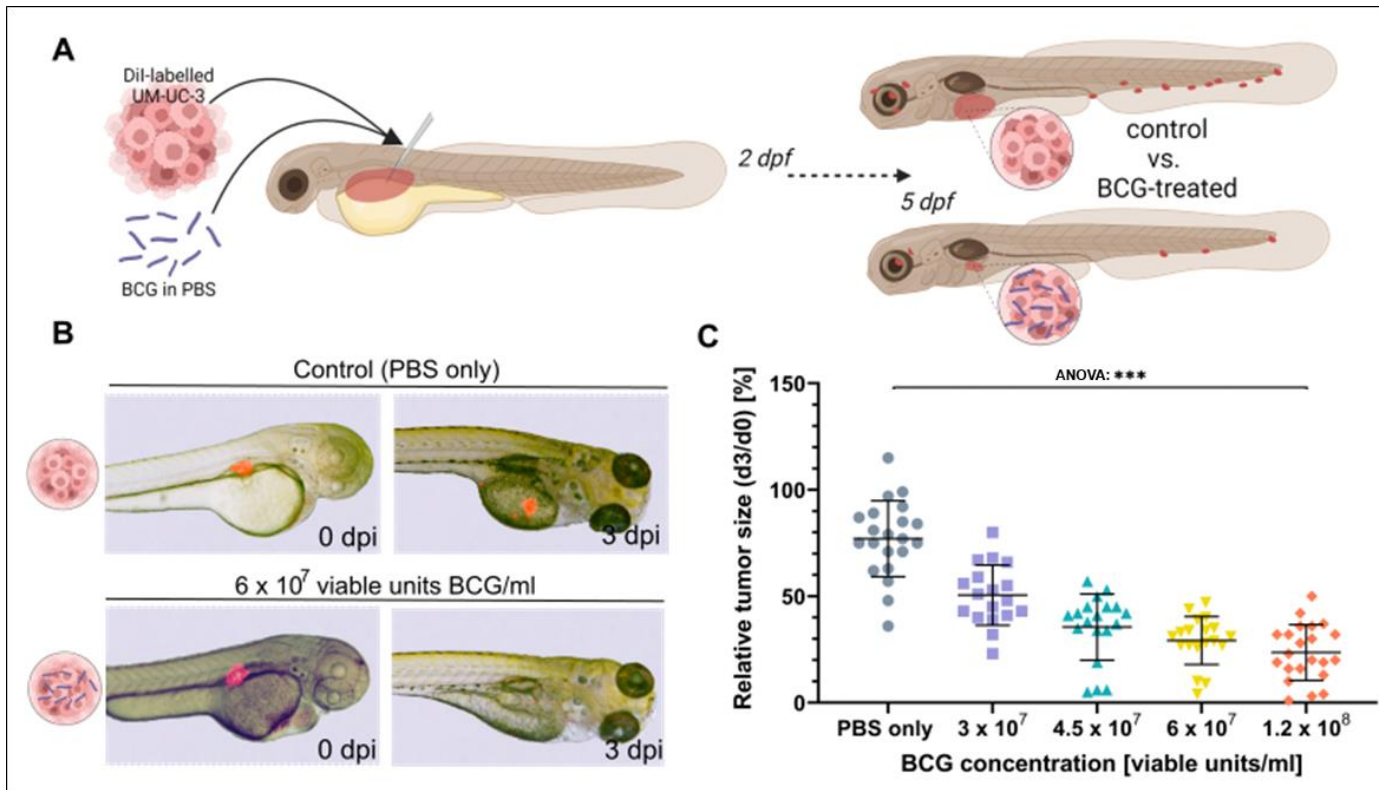 A
DiI-labelled
UM-UC-3
BCG in PBS
2 dpf
5 dpf
control
vs.
BCG-treated
B
Control (PBS only)
0 dpi
3 dpi
6 x 10⁷ viable units BCG/ml
0 dpi
3 dpi
C
ANOVA: ***
Relative tumor size (d3/d0) [%]
150
100
50
0
PBS only 3 x 10⁷ 4.5 x 10⁷ 6 x 10⁷ 1.2 x 10⁸
BCG concentration [viable units/ml]